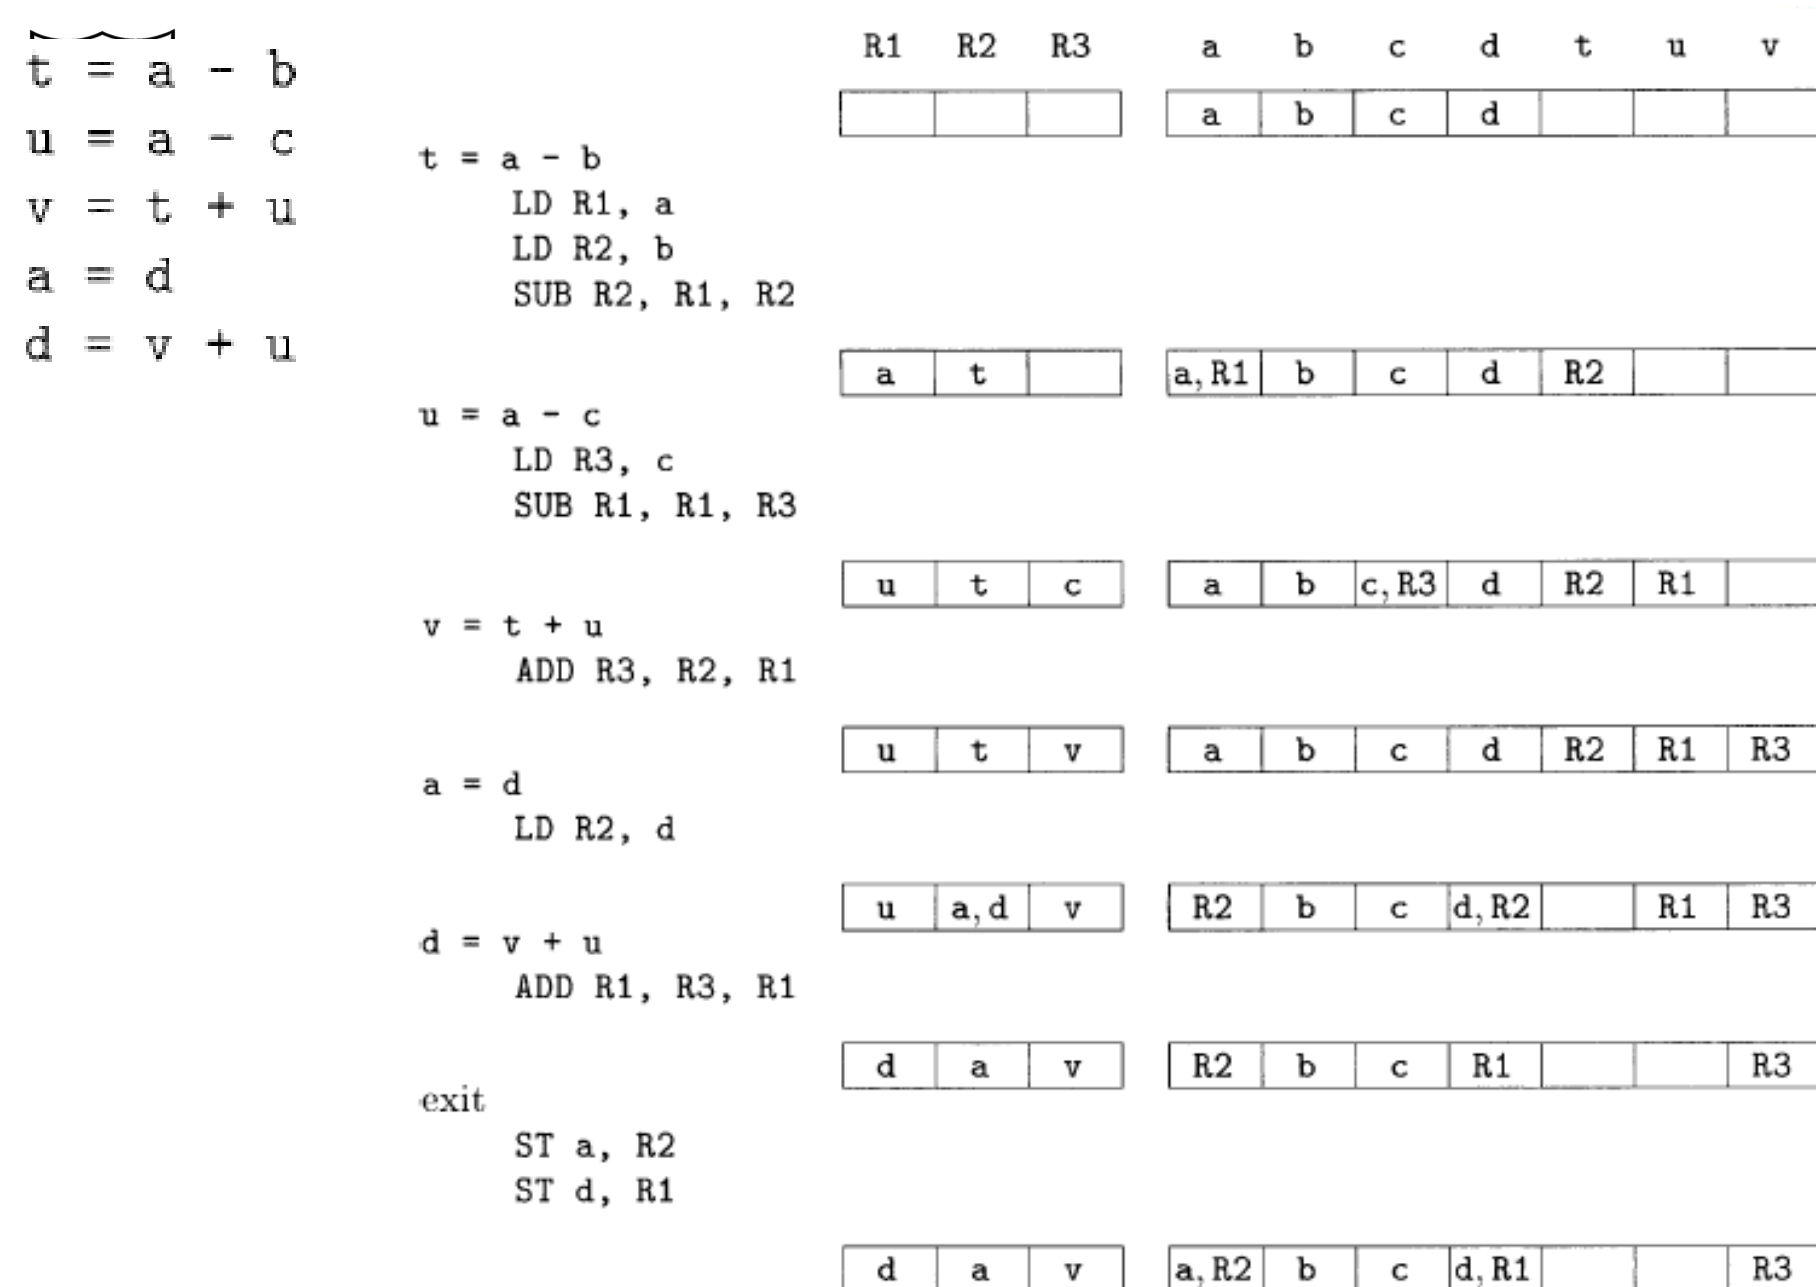 t = a - b
u = a - c
v = t + u
a = d
d = v + u
R1 R2 R3 a b c d t u v
a b c d
t = a - b
LD R1, a
LD R2, b
SUB R2, R1, R2
a t a,R1 b c d R2
u = a - c
LD R3, c
SUB R1, R1, R3
u t c a b c,R3 d R2 R1
v = t + u
ADD R3, R2, R1
u t v a b c d R2 R1 R3
a = d
LD R2, d
u a,d v R2 b c d,R2 R1 R3
d = v + u
ADD R1, R3, R1
d a v R2 b c R1 R3
exit
ST a, R2
ST d, R1
d a v a,R2 b c d,R1 R3